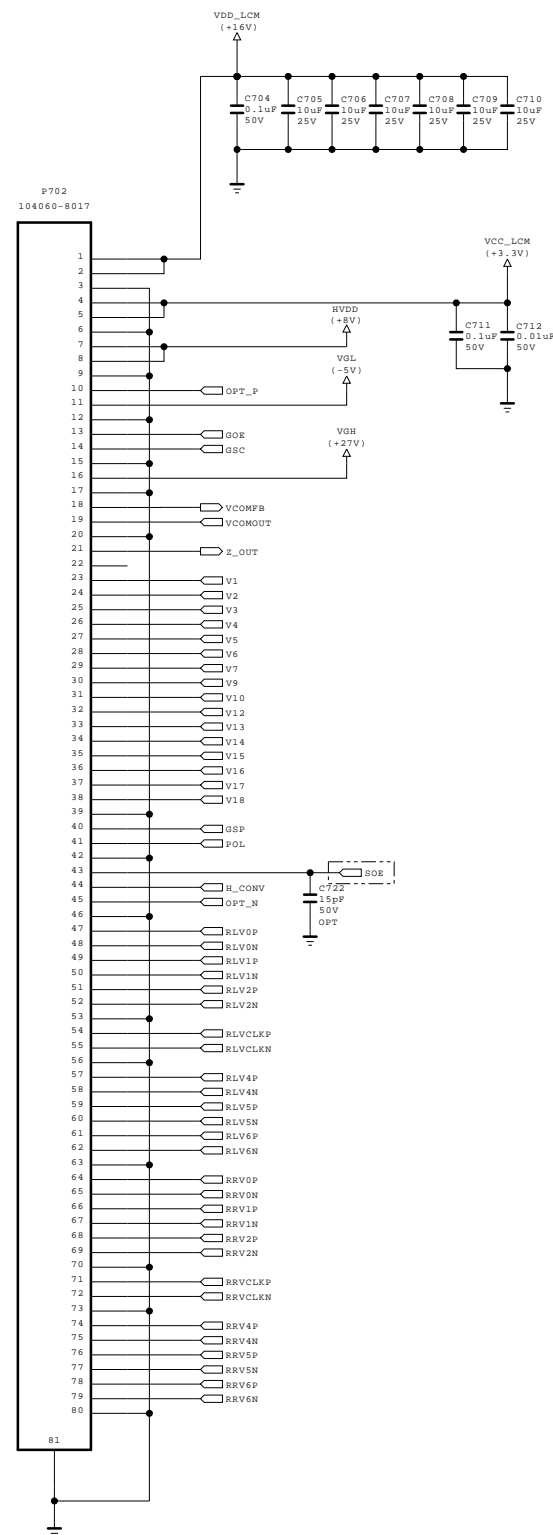 VDD_LCM
(+16V)
C704
0.1uF
50V
C705
10uF
25V
C706
10uF
25V
C707
10uF
25V
C708
10uF
25V
C709
10uF
25V
C710
10uF
25V
P702
104060-8017
VCC_LCM
(+3.3V)
C711
0.1uF
50V
C712
0.01uF
50V
HVDD
(+8V)
VGL
(-5V)
VGH
(+27V)
1
2
3
4
5
6
7
8
9
10 OPT_P
11
12
13 GOE
14 GSC
15
16
17
18 VCOMFB
19 VCOMOUT
20
21 Z_OUT
22
23 V1
24 V2
25 V3
26 V4
27 V5
28 V6
29 V7
30 V9
31 V10
32 V12
33 V13
34 V14
35 V15
36 V16
37 V17
38 V18
39
40 GSP
41 POL
42
43 SOE
44 H_CONV
C722
15pF
50V
OPT
45 OPT_N
46
47 RLV0P
48 RLV0N
49 RLV1P
50 RLV1N
51 RLV2P
52 RLV2N
53
54 RLVCLKP
55 RLVCLKN
56
57 RLV4P
58 RLV4N
59 RLV5P
60 RLV5N
61 RLV6P
62 RLV6N
63
64 RRV0P
65 RRV0N
66 RRV1P
67 RRV1N
68 RRV2P
69 RRV2N
70
71 RRVCLKP
72 RRVCLKN
73
74 RRV4P
75 RRV4N
76 RRV5P
77 RRV5N
78 RRV6P
79 RRV6N
80
81